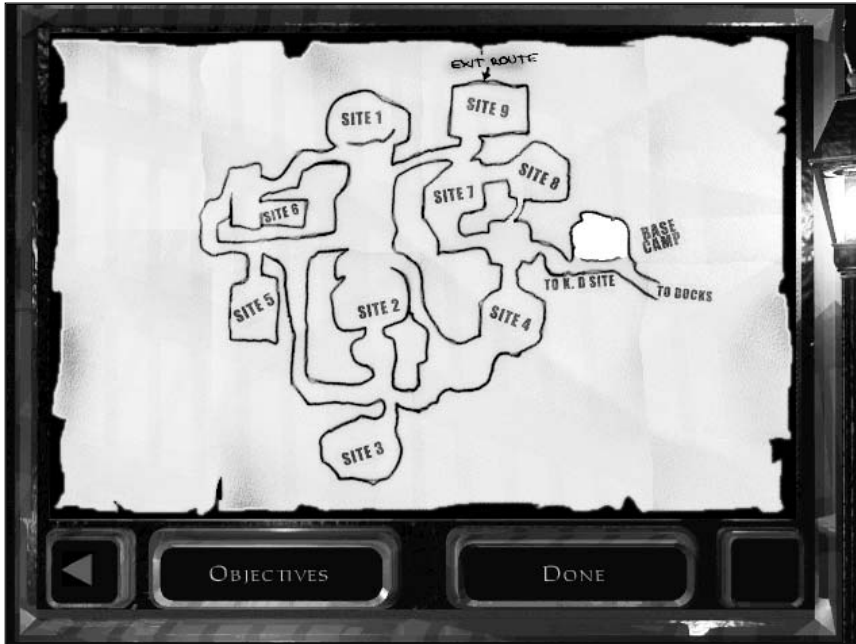 EXIT ROUTE
SITE 1
SITE 9
SITE 8
SITE 7
SITE 6
BASE
CAMP
TO K. D SITE
TO DOCKS
SITE 5
SITE 2
SITE 4
SITE 3
OBJECTIVES
DONE